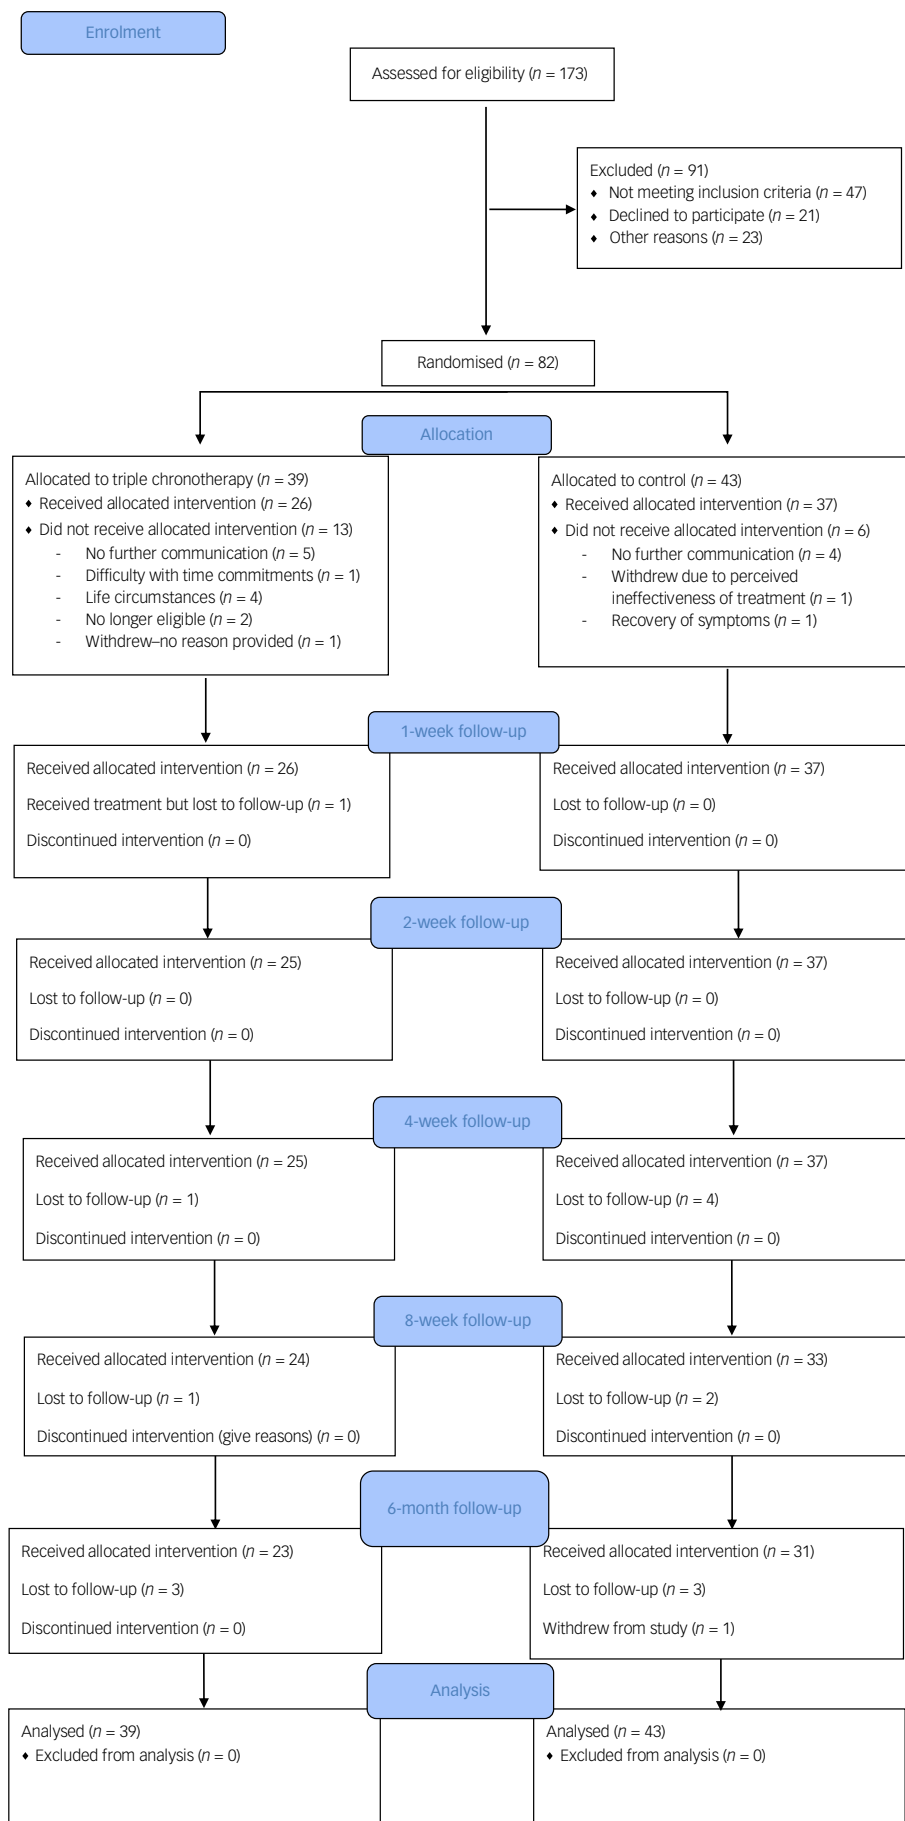 Enrolment
Assessed for eligibility (n = 173)
Excluded (n = 91)
♦ Not meeting inclusion criteria (n = 47)
♦ Declined to participate (n = 21)
♦ Other reasons (n = 23)
Randomised (n = 82)
Allocation
Allocated to triple chronotherapy (n = 39)
♦ Received allocated intervention (n = 26)
♦ Did not receive allocated intervention (n = 13)
- No further communication (n = 5)
- Difficulty with time commitments (n = 1)
- Life circumstances (n = 4)
- No longer eligible (n = 2)
- Withdrew–no reason provided (n = 1)
Allocated to control (n = 43)
♦ Received allocated intervention (n = 37)
♦ Did not receive allocated intervention (n = 6)
- No further communication (n = 4)
- Withdrew due to perceived
ineffectiveness of treatment (n = 1)
- Recovery of symptoms (n = 1)
1-week follow-up
Received allocated intervention (n = 26)
Received treatment but lost to follow-up (n = 1)
Discontinued intervention (n = 0)
Received allocated intervention (n = 37)
Lost to follow-up (n = 0)
Discontinued intervention (n = 0)
2-week follow-up
Received allocated intervention (n = 25)
Lost to follow-up (n = 0)
Discontinued intervention (n = 0)
Received allocated intervention (n = 37)
Lost to follow-up (n = 0)
Discontinued intervention (n = 0)
4-week follow-up
Received allocated intervention (n = 25)
Lost to follow-up (n = 1)
Discontinued intervention (n = 0)
Received allocated intervention (n = 37)
Lost to follow-up (n = 4)
Discontinued intervention (n = 0)
8-week follow-up
Received allocated intervention (n = 24)
Lost to follow-up (n = 1)
Discontinued intervention (give reasons) (n = 0)
Received allocated intervention (n = 33)
Lost to follow-up (n = 2)
Discontinued intervention (n = 0)
6-month follow-up
Received allocated intervention (n = 23)
Lost to follow-up (n = 3)
Discontinued intervention (n = 0)
Received allocated intervention (n = 31)
Lost to follow-up (n = 3)
Withdrew from study (n = 1)
Analysis
Analysed (n = 39)
♦ Excluded from analysis (n = 0)
Analysed (n = 43)
♦ Excluded from analysis (n = 0)